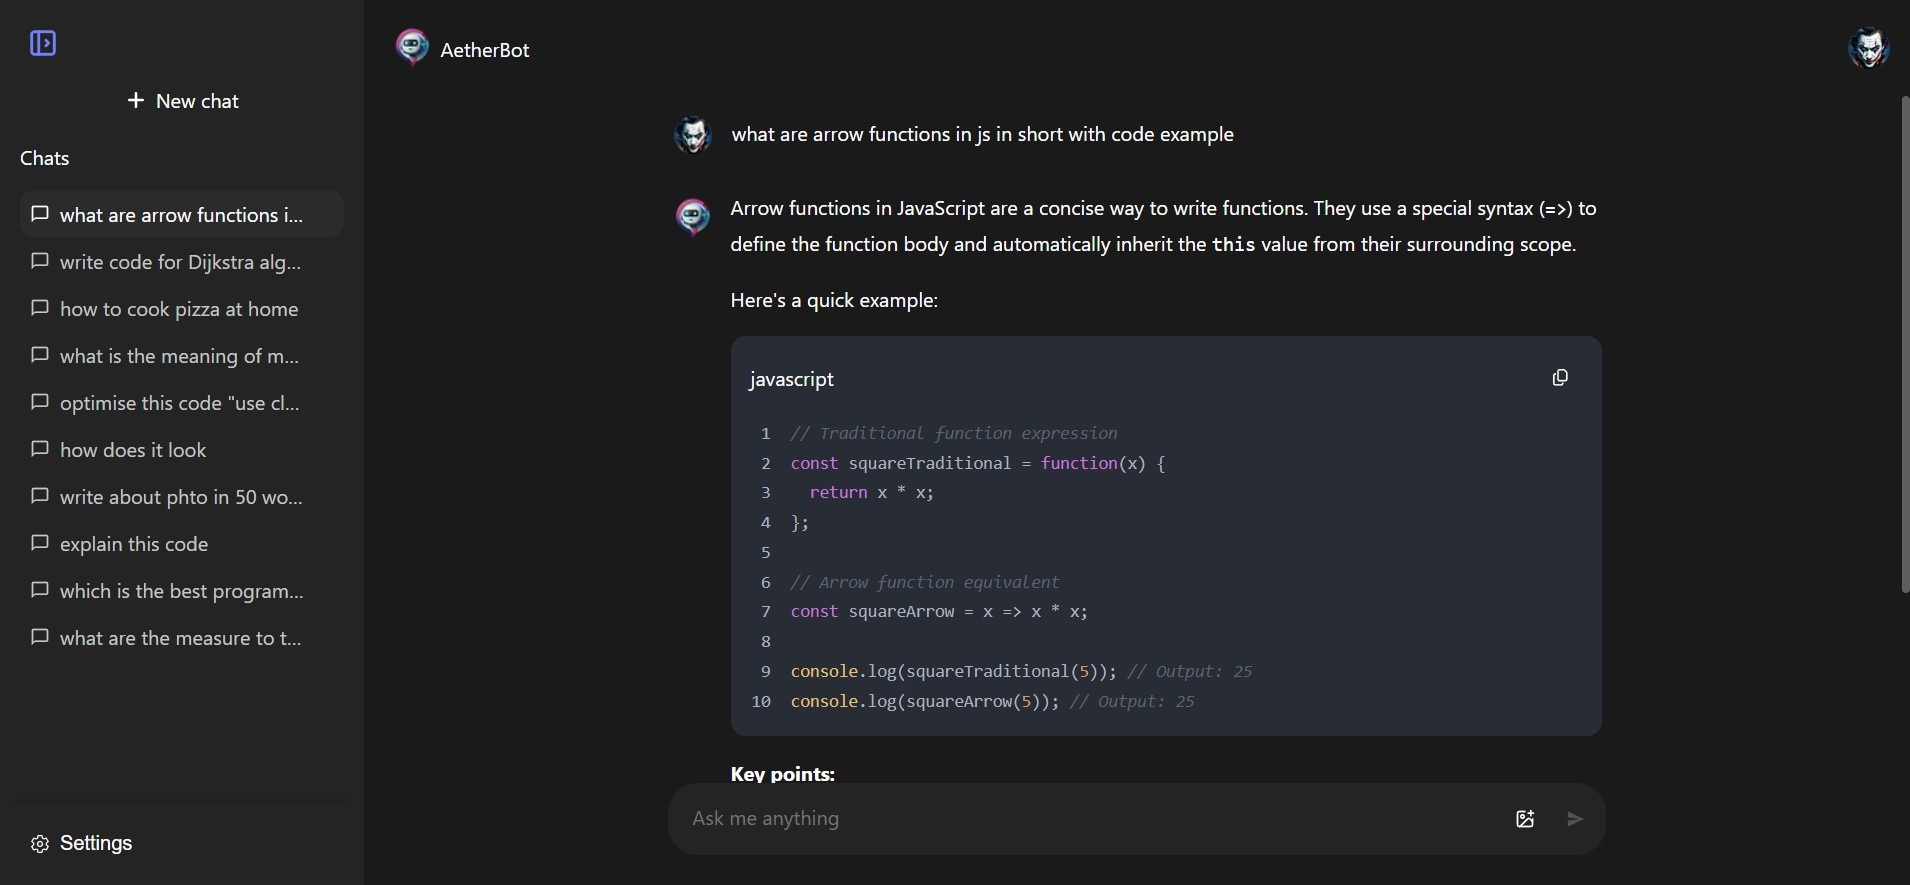 New chat
Chats
what are arrow functions i...
write code for Dijkstra alg...
how to cook pizza at home
what is the meaning of m...
optimise this code "use cl...
how does it look
write about phto in 50 wo...
explain this code
which is the best program...
what are the measure to t...
Settings
AetherBot
what are arrow functions in js in short with code example
Arrow functions in JavaScript are a concise way to write functions. They use a special syntax (=>) to
define the function body and automatically inherit the this value from their surrounding scope.
Here's a quick example:
javascript
1 // Traditional function expression
2 const squareTraditional = function(x) {
3   return x * x;
4 };
5
6 // Arrow function equivalent
7 const squareArrow = x => x * x;
8
9 console.log(squareTraditional(5)); // Output: 25
10 console.log(squareArrow(5)); // Output: 25
Key points:
Ask me anything